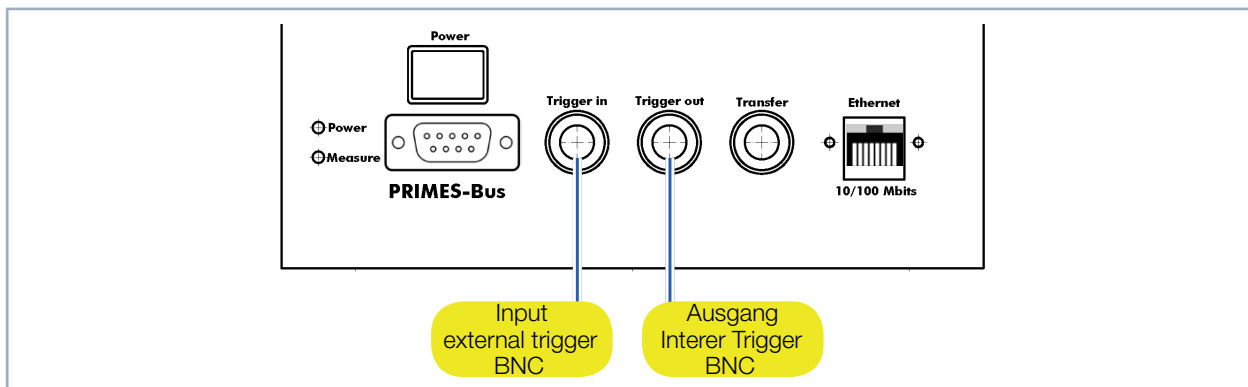 Power
Trigger in
Trigger out
Transfer
Ethernet
Power
Measure
PRIMES-Bus
10/100 Mbits
Input
external trigger
BNC
Ausgang
Interer Trigger
BNC